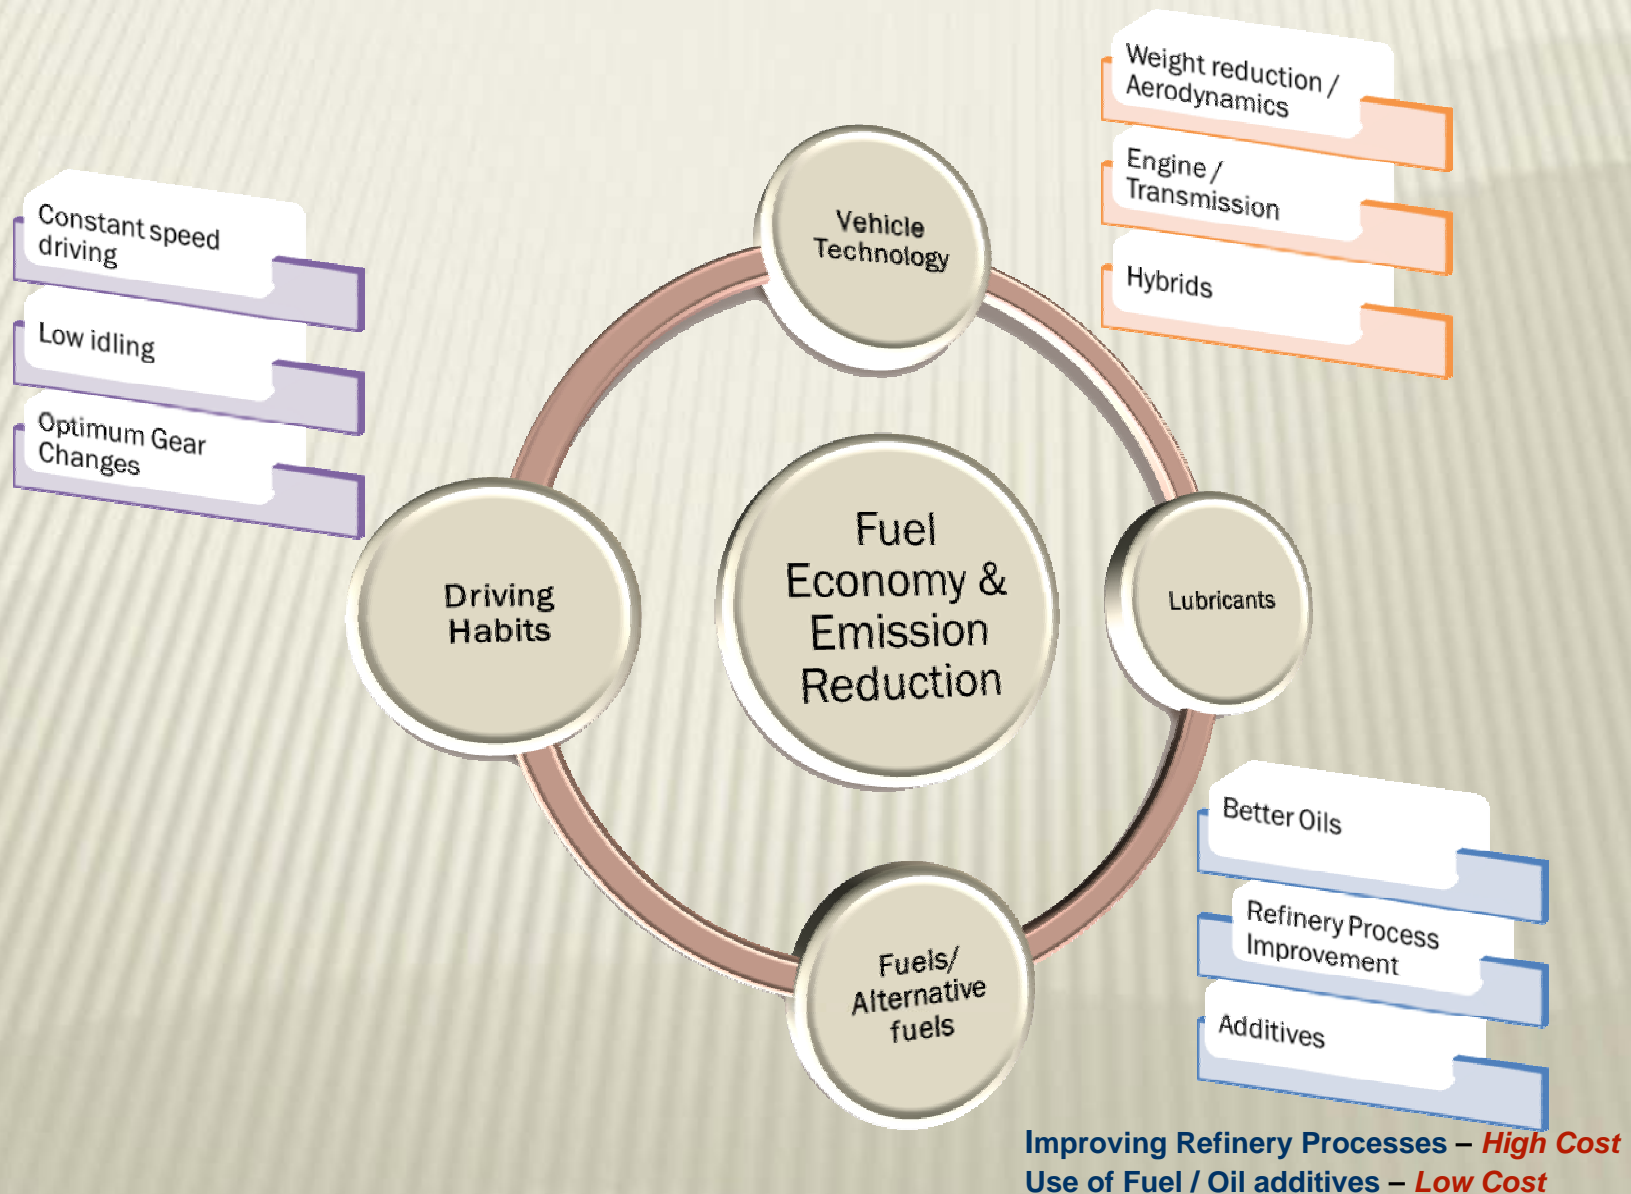 Weight reduction /
Aerodynamics
Engine /
Transmission
Hybrids
Vehicle
Technology
Constant speed
driving
Low idling
Optimum Gear
Changes
Driving
Habits
Fuel
Economy &
Emission
Reduction
Lubricants
Better Oils
Refinery Process
Improvement
Additives
Fuels/
Alternative
fuels
Improving Refinery Processes – High Cost
Use of Fuel / Oil additives – Low Cost